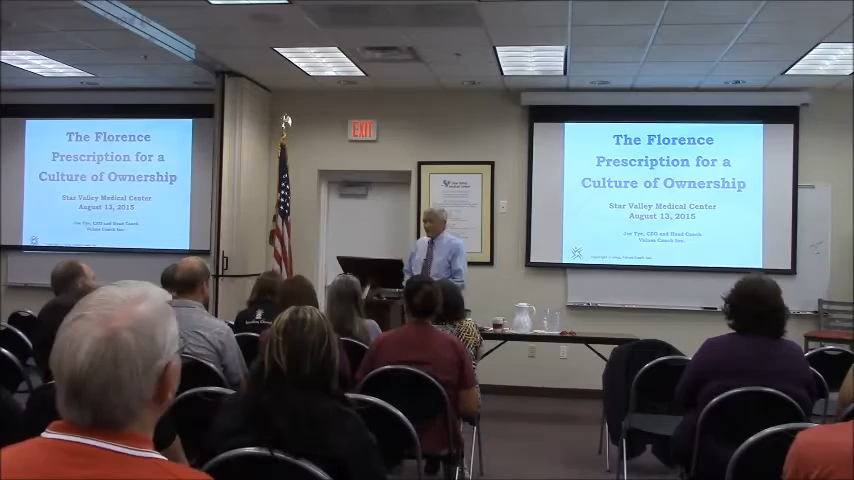 The Florence
Prescription for a
Culture of Ownership
Star Valley Medical Center
August 13, 2015
Joe Tye, CEO and Head Coach
Values Coach Inc.
EXIT
The Florence
Prescription for a
Culture of Ownership
Star Valley Medical Center
August 13, 2015
Joe Tye, CEO and Head Coach
Values Coach Inc.